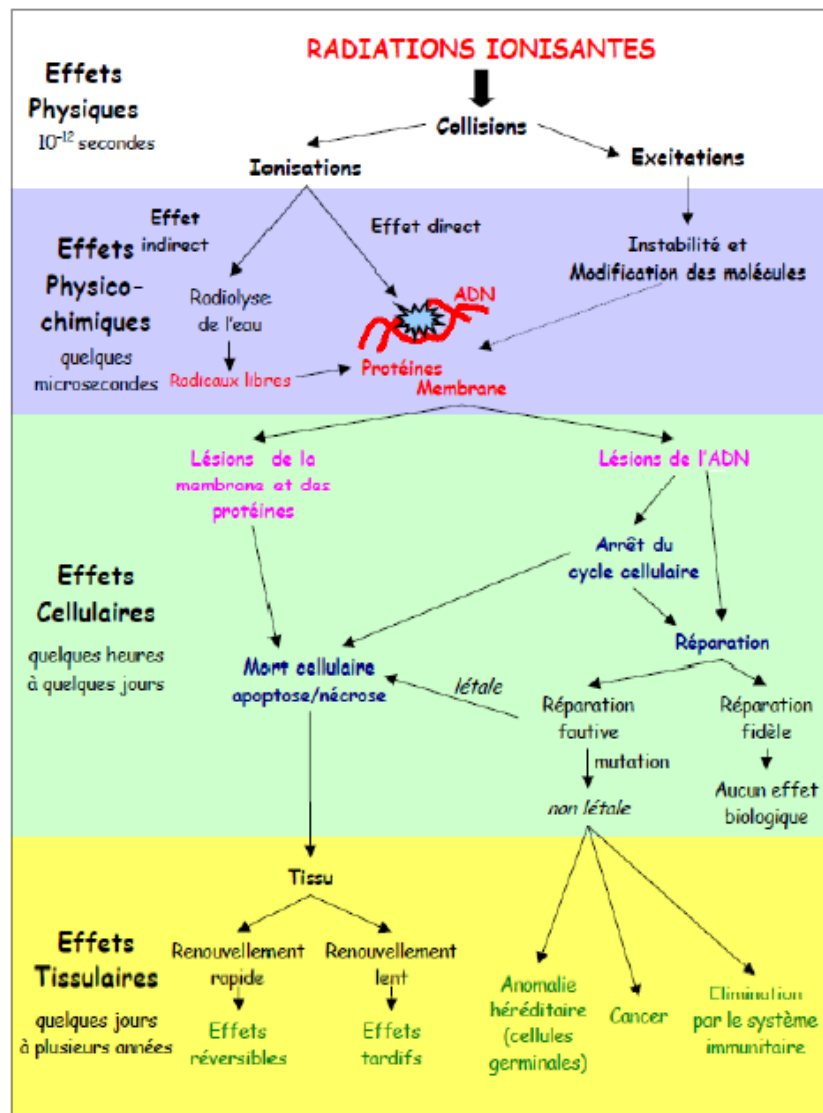 RADIATIONS IONISANTES
Effets
Physiques
10⁻¹² secondes
Collisions
Ionisations
Excitations
Effet
indirect
Effet direct
Effets
Physico-
chimiques
quelques
microsecondes
Instabilité et
Modification des molécules
Radiolyse
de l'eau
ADN
Radicaux libres
Protéines
Membrane
Lésions de la
membrane et des
protéines
Lésions de l'ADN
Arrêt du
cycle cellulaire
Effets
Cellulaires
quelques heures
à quelques jours
Réparation
Mort cellulaire
apoptose/nécrose
létale
Réparation
fautive
Réparation
fidèle
mutation
non létale
Aucun effet
biologique
Tissu
Effets
Tissulaires
quelques jours
à plusieurs années
Renouvellement
rapide
Renouvellement
lent
Effets
réversibles
Effets
tardifs
Anomalie
héréditaire
(cellules
germinales)
Cancer
Elimination
par le système
immunitaire